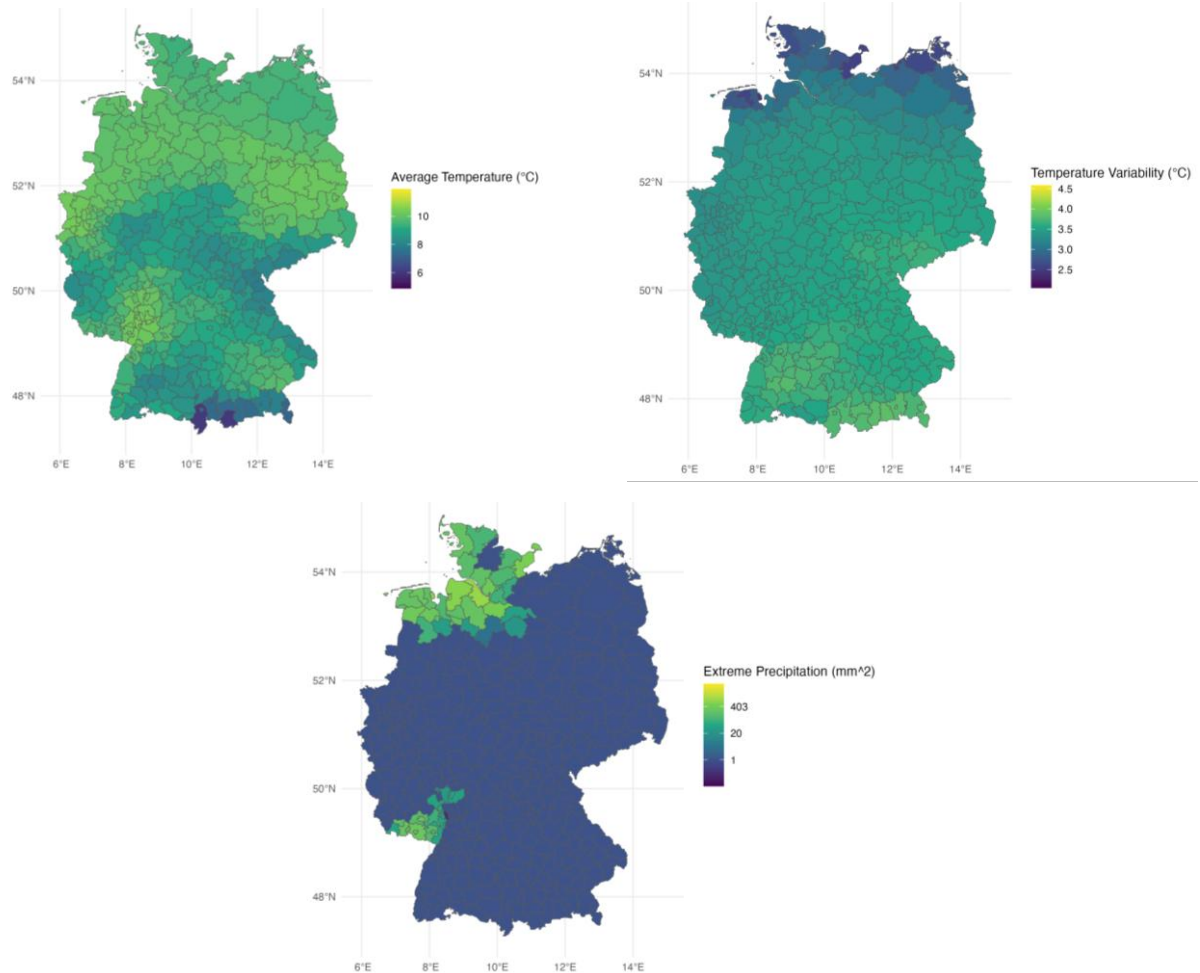 54°N
52°N
50°N
48°N
6°E 8°E 10°E 12°E 14°E
Average Temperature (°C)
10
8
6
54°N
52°N
50°N
48°N
6°E 8°E 10°E 12°E 14°E
Temperature Variability (°C)
4.5
4.0
3.5
3.0
2.5
54°N
52°N
50°N
48°N
6°E 8°E 10°E 12°E 14°E
Extreme Precipitation (mm^2)
403
20
1